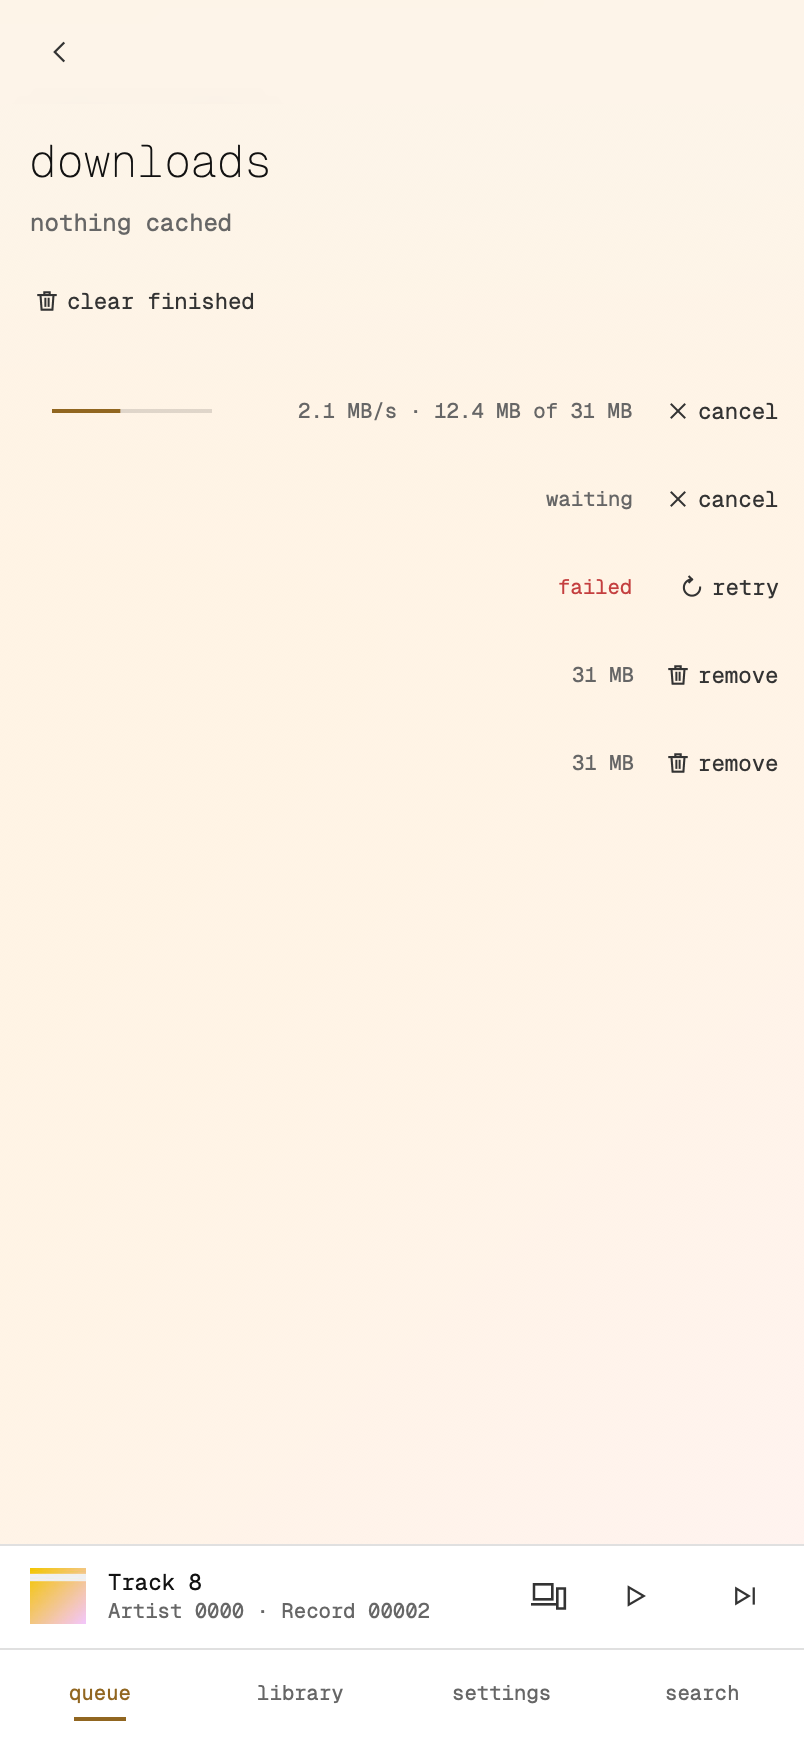 downloads
nothing cached
clear finished
2.1 MB/s · 12.4 MB of 31 MB cancel
waiting cancel
failed retry
31 MB remove
31 MB remove
Track 8
Artist 0000 · Record 00002
queue library settings search